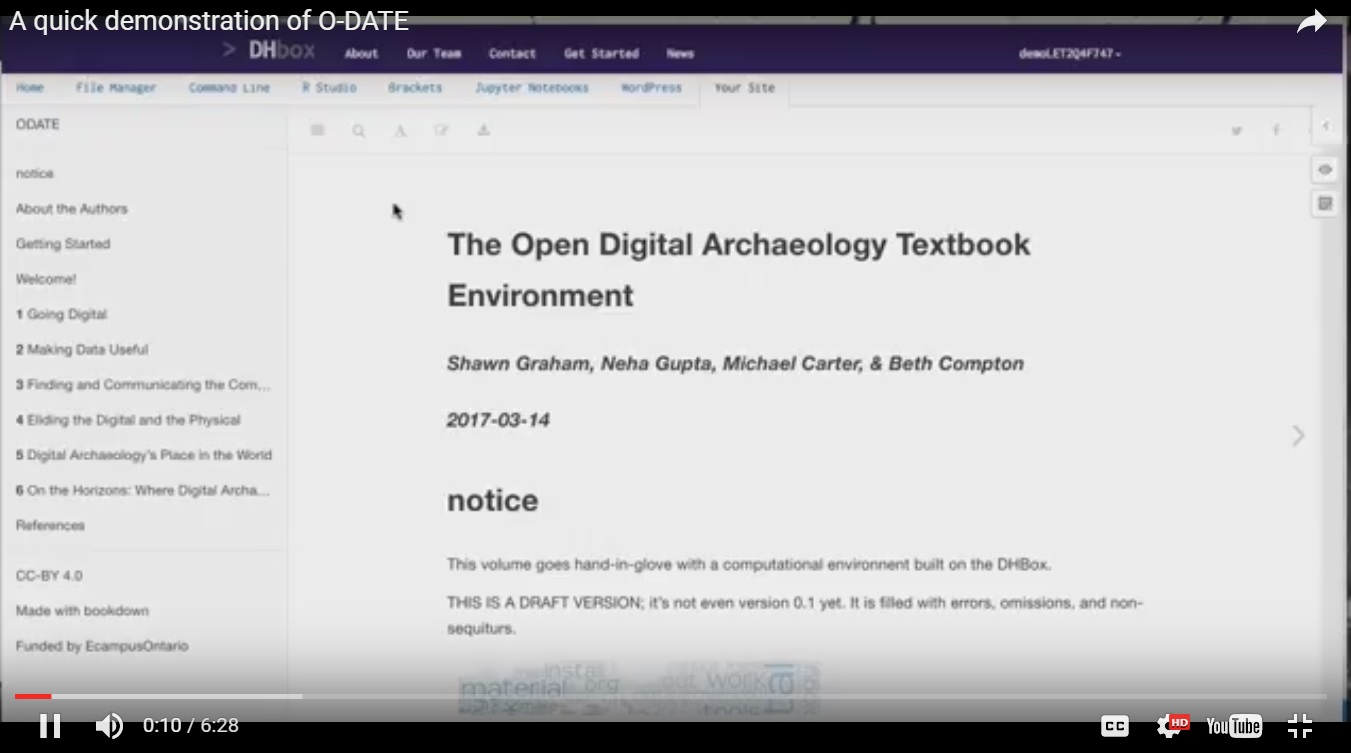 A quick demonstration of O-DATE
> DHbox About Our Team Contact Get Started News demoLET2Q4F747
Home File Manager Command Line R Studio Brackets Jupyter Notebooks WordPress Your Site
ODATE
notice
About the Authors
Getting Started
Welcome!
1 Going Digital
2 Making Data Useful
3 Finding and Communicating the Com...
4 Eliding the Digital and the Physical
5 Digital Archaeology's Place in the World
6 On the Horizons: Where Digital Archa...
References
CC-BY 4.0
Made with bookdown
Funded by EcampusOntario
The Open Digital Archaeology Textbook
Environment
Shawn Graham, Neha Gupta, Michael Carter, & Beth Compton
2017-03-14
notice
This volume goes hand-in-glove with a computational environnent built on the DHBox.
THIS IS A DRAFT VERSION; it's not even version 0.1 yet. It is filled with errors, omissions, and non-
sequiturs.
install
material org out work
tools
0:10 / 6:28 CC HD YouTube